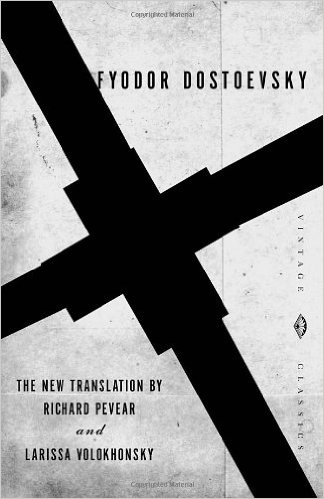 FYODOR DOSTOEVSKY
VINTAGE
CLASSICS
THE NEW TRANSLATION BY
RICHARD PEVEAR
and
LARISSA VOLOKHONSKY